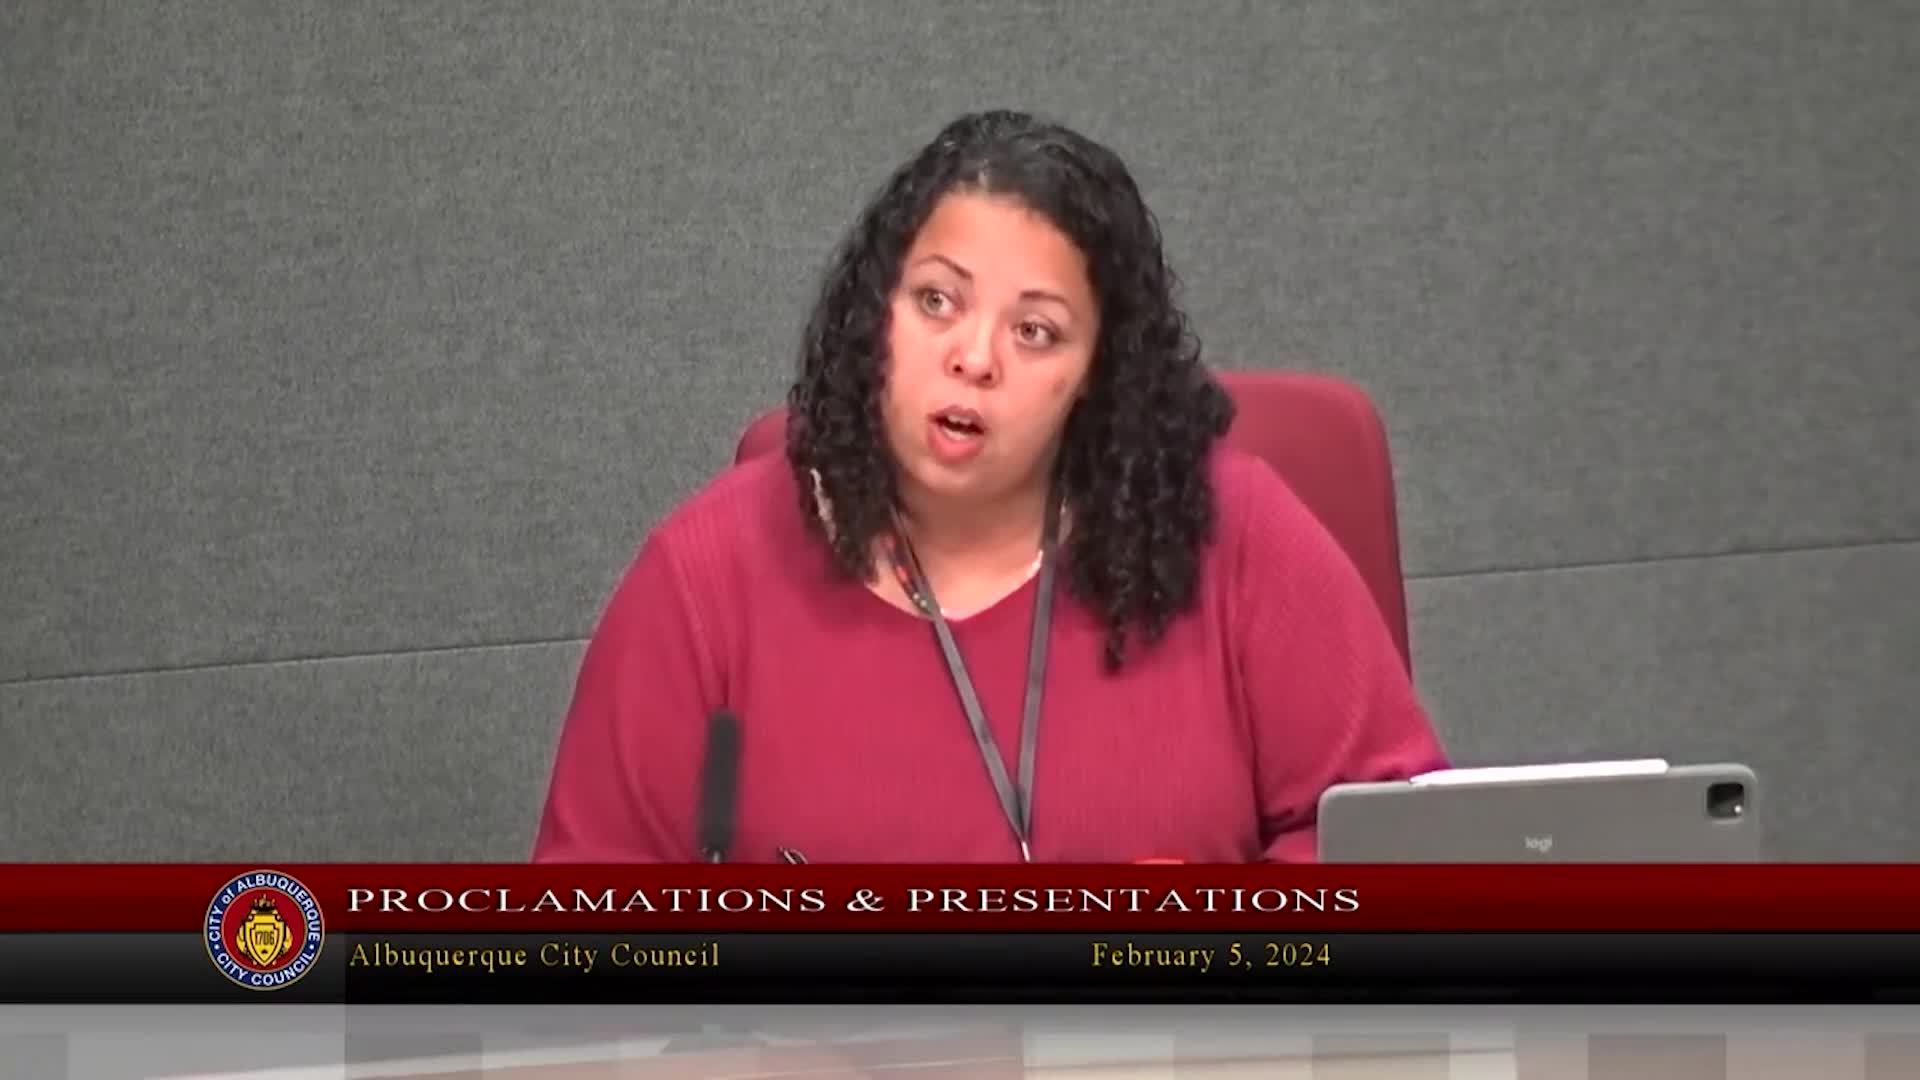 logi
CITY of ALBUQUERQUE
1706
CITY COUNCIL
PROCLAMATIONS & PRESENTATIONS
Albuquerque City Council
February 5, 2024